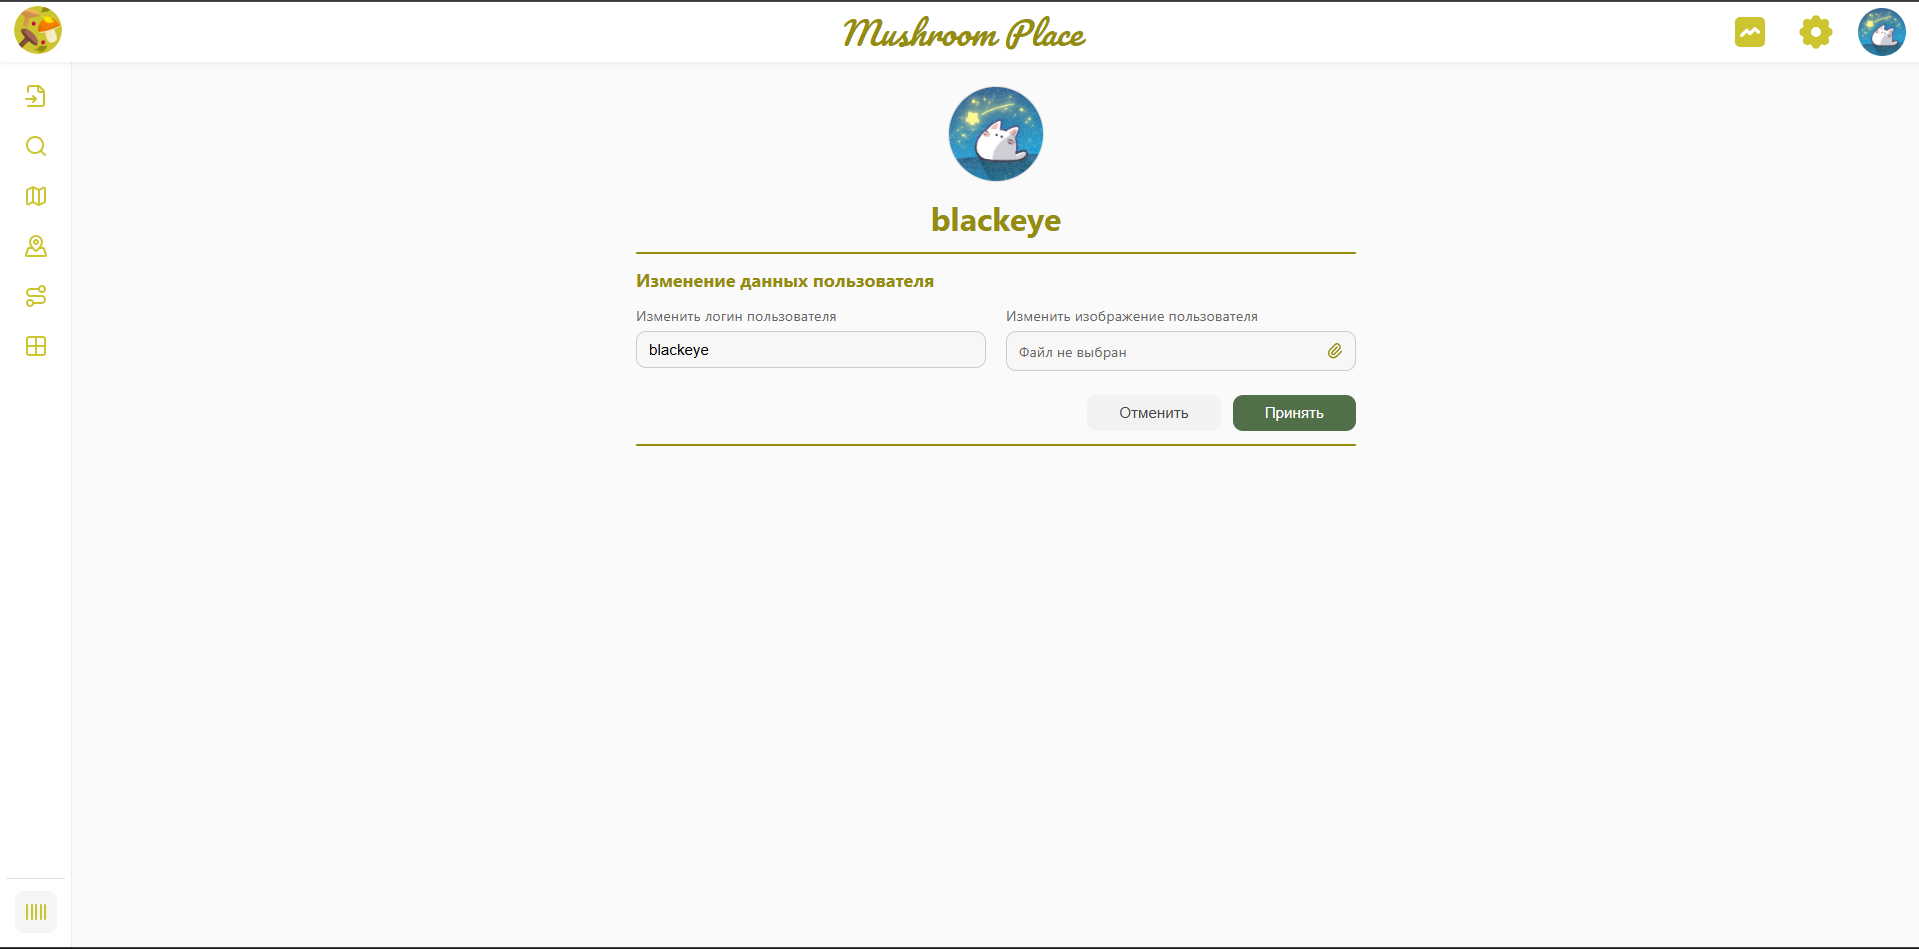 Mushroom Place
blackeye
Изменение данных пользователя
Изменить логин пользователя
Изменить изображение пользователя
blackeye
Файл не выбран
Отменить
Принять